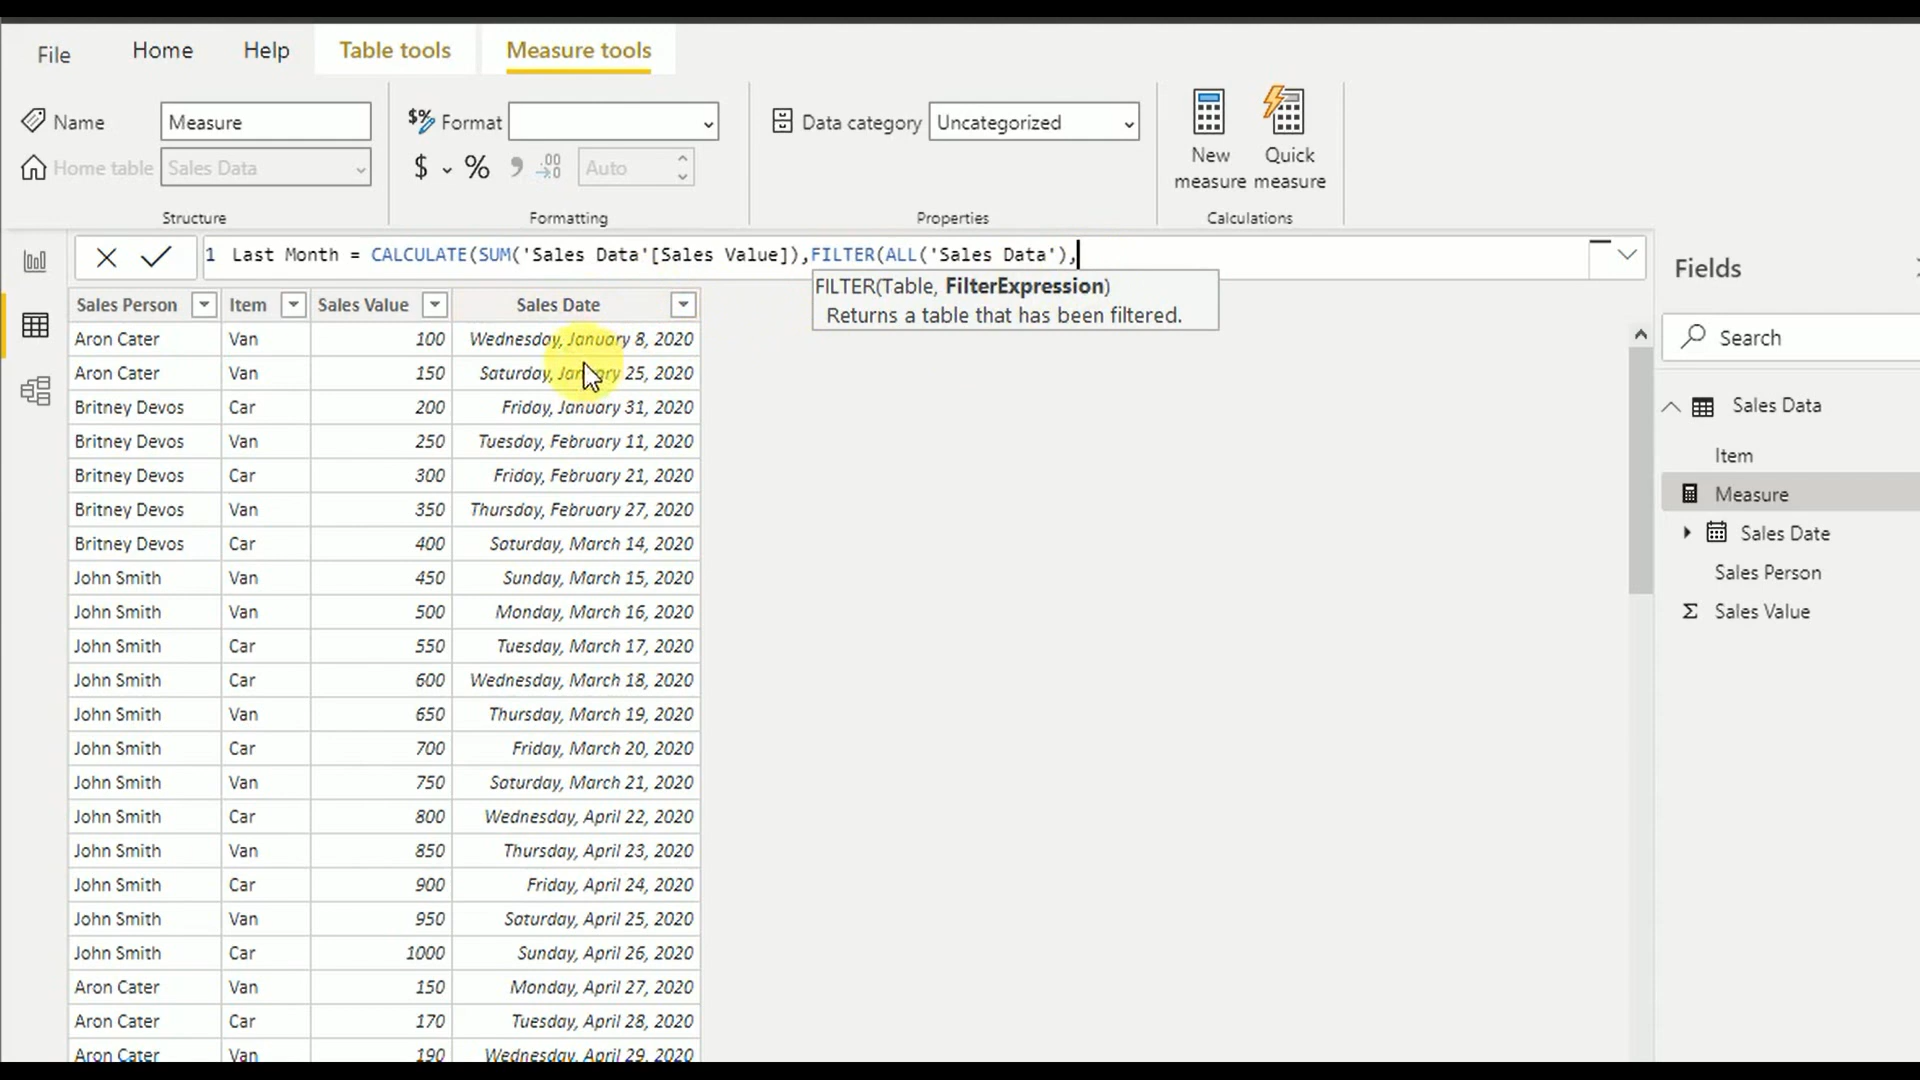 File Home Help Table tools Measure tools
Name Measure $% Format Data category Uncategorized
Home table Sales Data $ % 9 .00 →.0 Auto
New measure
Quick measure
Structure Formatting Properties Calculations
1 Last Month = CALCULATE(SUM('Sales Data'[Sales Value]),FILTER(ALL('Sales Data'),
FILTER(Table, FilterExpression)
Returns a table that has been filtered.
Sales Person Item Sales Value Sales Date
Aron Cater Van 100 Wednesday, January 8, 2020
Aron Cater Van 150 Saturday, January 25, 2020
Britney Devos Car 200 Friday, January 31, 2020
Britney Devos Van 250 Tuesday, February 11, 2020
Britney Devos Car 300 Friday, February 21, 2020
Britney Devos Van 350 Thursday, February 27, 2020
Britney Devos Car 400 Saturday, March 14, 2020
John Smith Van 450 Sunday, March 15, 2020
John Smith Van 500 Monday, March 16, 2020
John Smith Car 550 Tuesday, March 17, 2020
John Smith Car 600 Wednesday, March 18, 2020
John Smith Van 650 Thursday, March 19, 2020
John Smith Car 700 Friday, March 20, 2020
John Smith Van 750 Saturday, March 21, 2020
John Smith Car 800 Wednesday, April 22, 2020
John Smith Van 850 Thursday, April 23, 2020
John Smith Car 900 Friday, April 24, 2020
John Smith Van 950 Saturday, April 25, 2020
John Smith Car 1000 Sunday, April 26, 2020
Aron Cater Van 150 Monday, April 27, 2020
Aron Cater Car 170 Tuesday, April 28, 2020
Aron Cater Van 190 Wednesday, April 29, 2020
Fields
Search
Sales Data
Item
Measure
Sales Date
Sales Person
Σ Sales Value